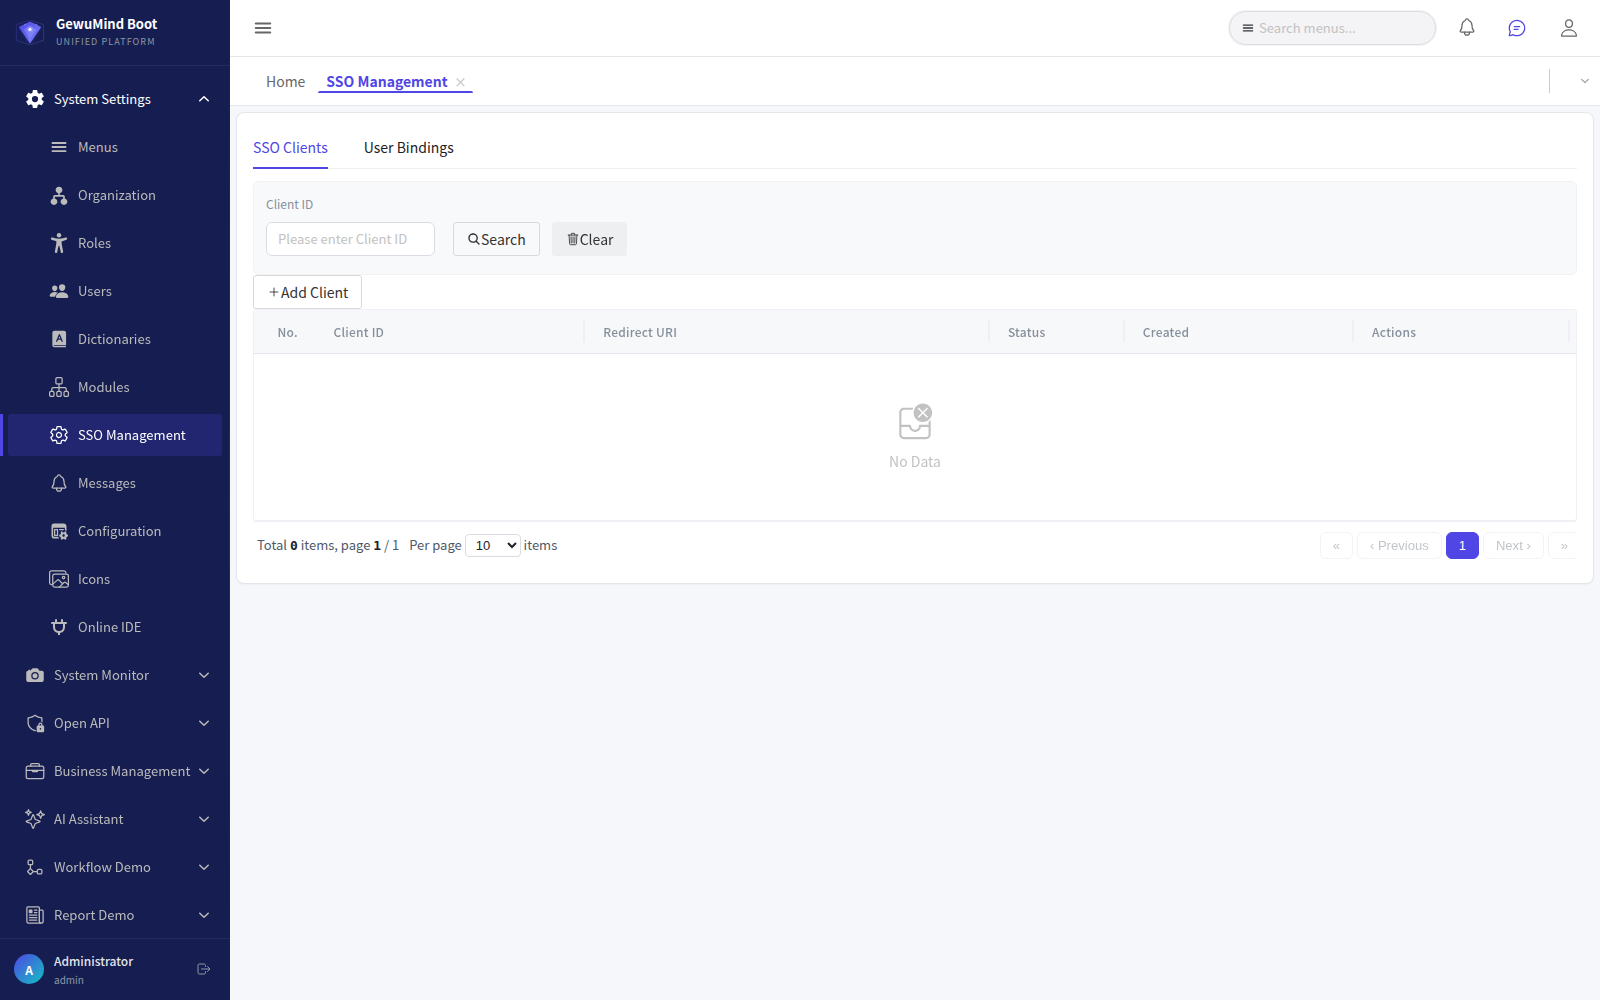 GewuMind Boot
UNIFIED PLATFORM
System Settings
Menus
Organization
Roles
Users
Dictionaries
Modules
SSO Management
Messages
Configuration
Icons
Online IDE
System Monitor
Open API
Business Management
AI Assistant
Workflow Demo
Report Demo
A
Administrator
admin
Search menus...
Home SSO Management
SSO Clients User Bindings
Client ID
Please enter Client ID Search Clear
+ Add Client
No. Client ID Redirect URI Status Created Actions
No Data
Total 0 items, page 1 / 1 Per page 10 items « ‹ Previous 1 Next › »